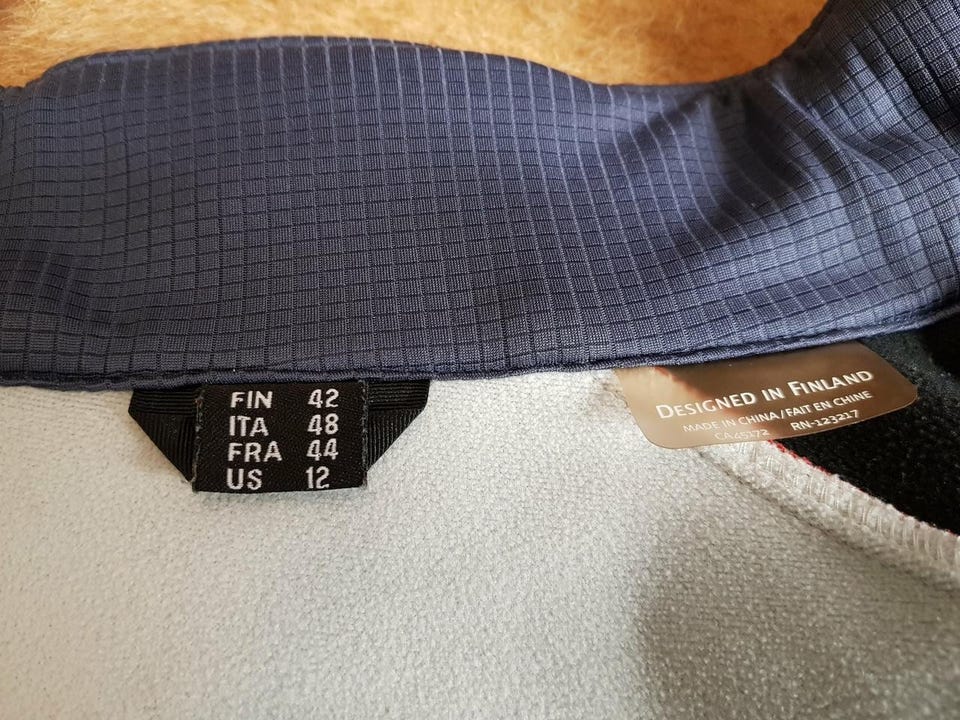 FIN 42
ITA 48
FRA 44
US 12
DESIGNED IN FINLAND
MADE IN CHINA/FAIT EN CHINE
CA45172 RN-123217